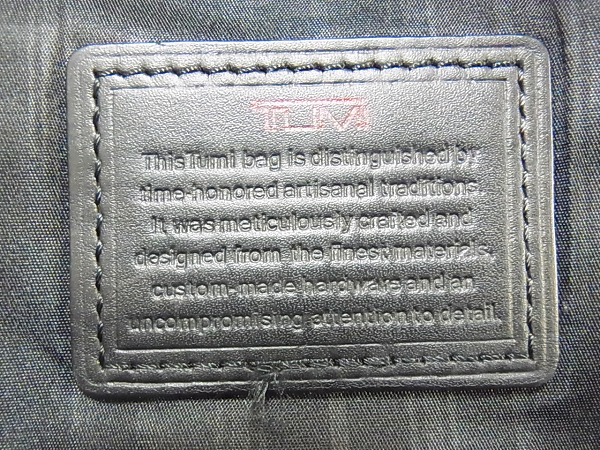 TUMI
This Tumi bag is distinguished by
time-honored artisanal traditions.
It was meticulously crafted and
designed from the finest materials,
custom-made hardware and an
uncompromising attention to detail.